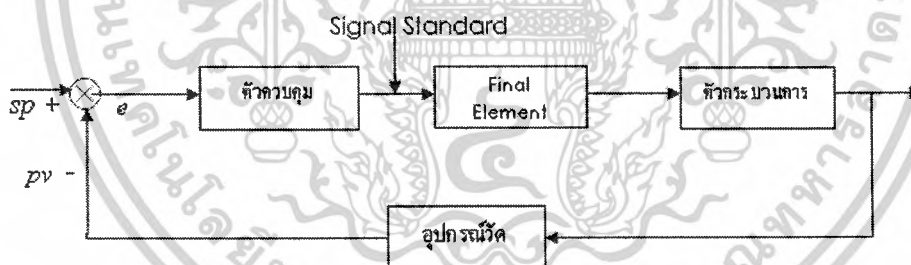 Signal Standard
sp +
e
ตัวควบคุม
Final
Element
ตัวกระบวนการ
pv -
อุปกรณ์วัด